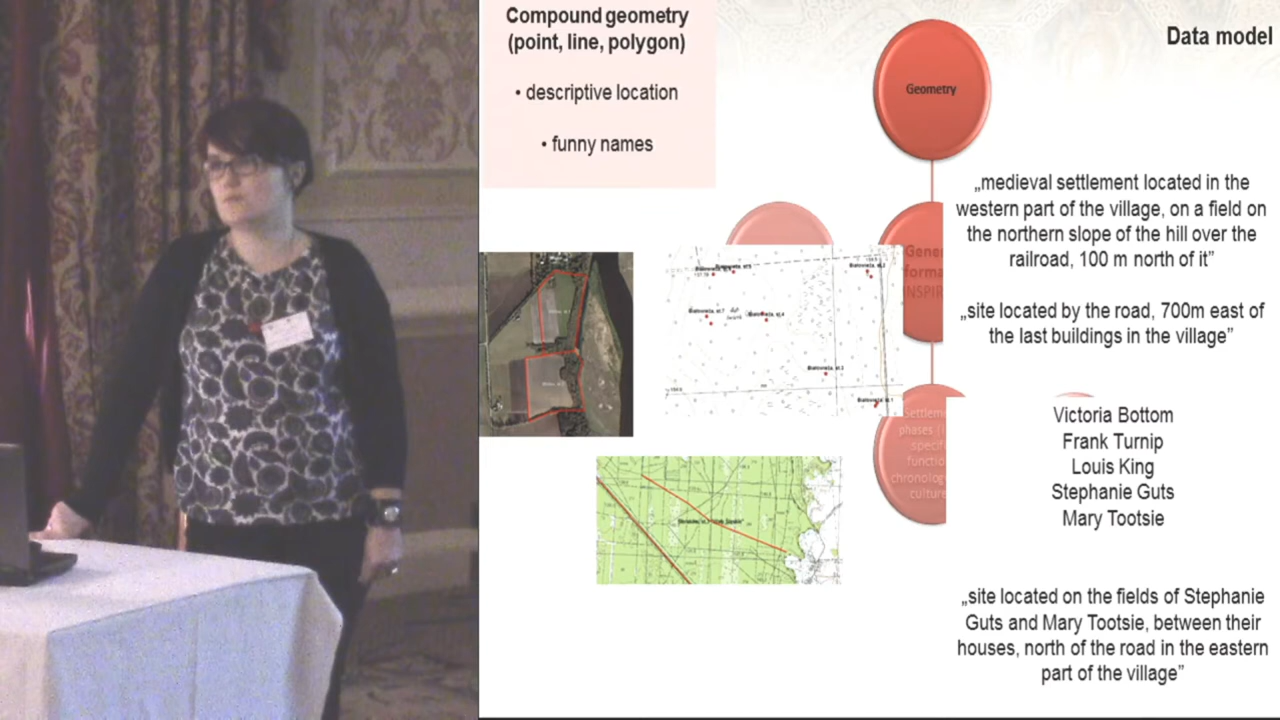 Compound geometry
(point, line, polygon)
• descriptive location
• funny names
Data model
Geometry
„medieval settlement located in the
western part of the village, on a field on
the northern slope of the hill over the
railroad, 100 m north of it”
„site located by the road, 700m east of
the last buildings in the village”
Victoria Bottom
Frank Turnip
Louis King
Stephanie Guts
Mary Tootsie
„site located on the fields of Stephanie
Guts and Mary Tootsie, between their
houses, north of the road in the eastern
part of the village”